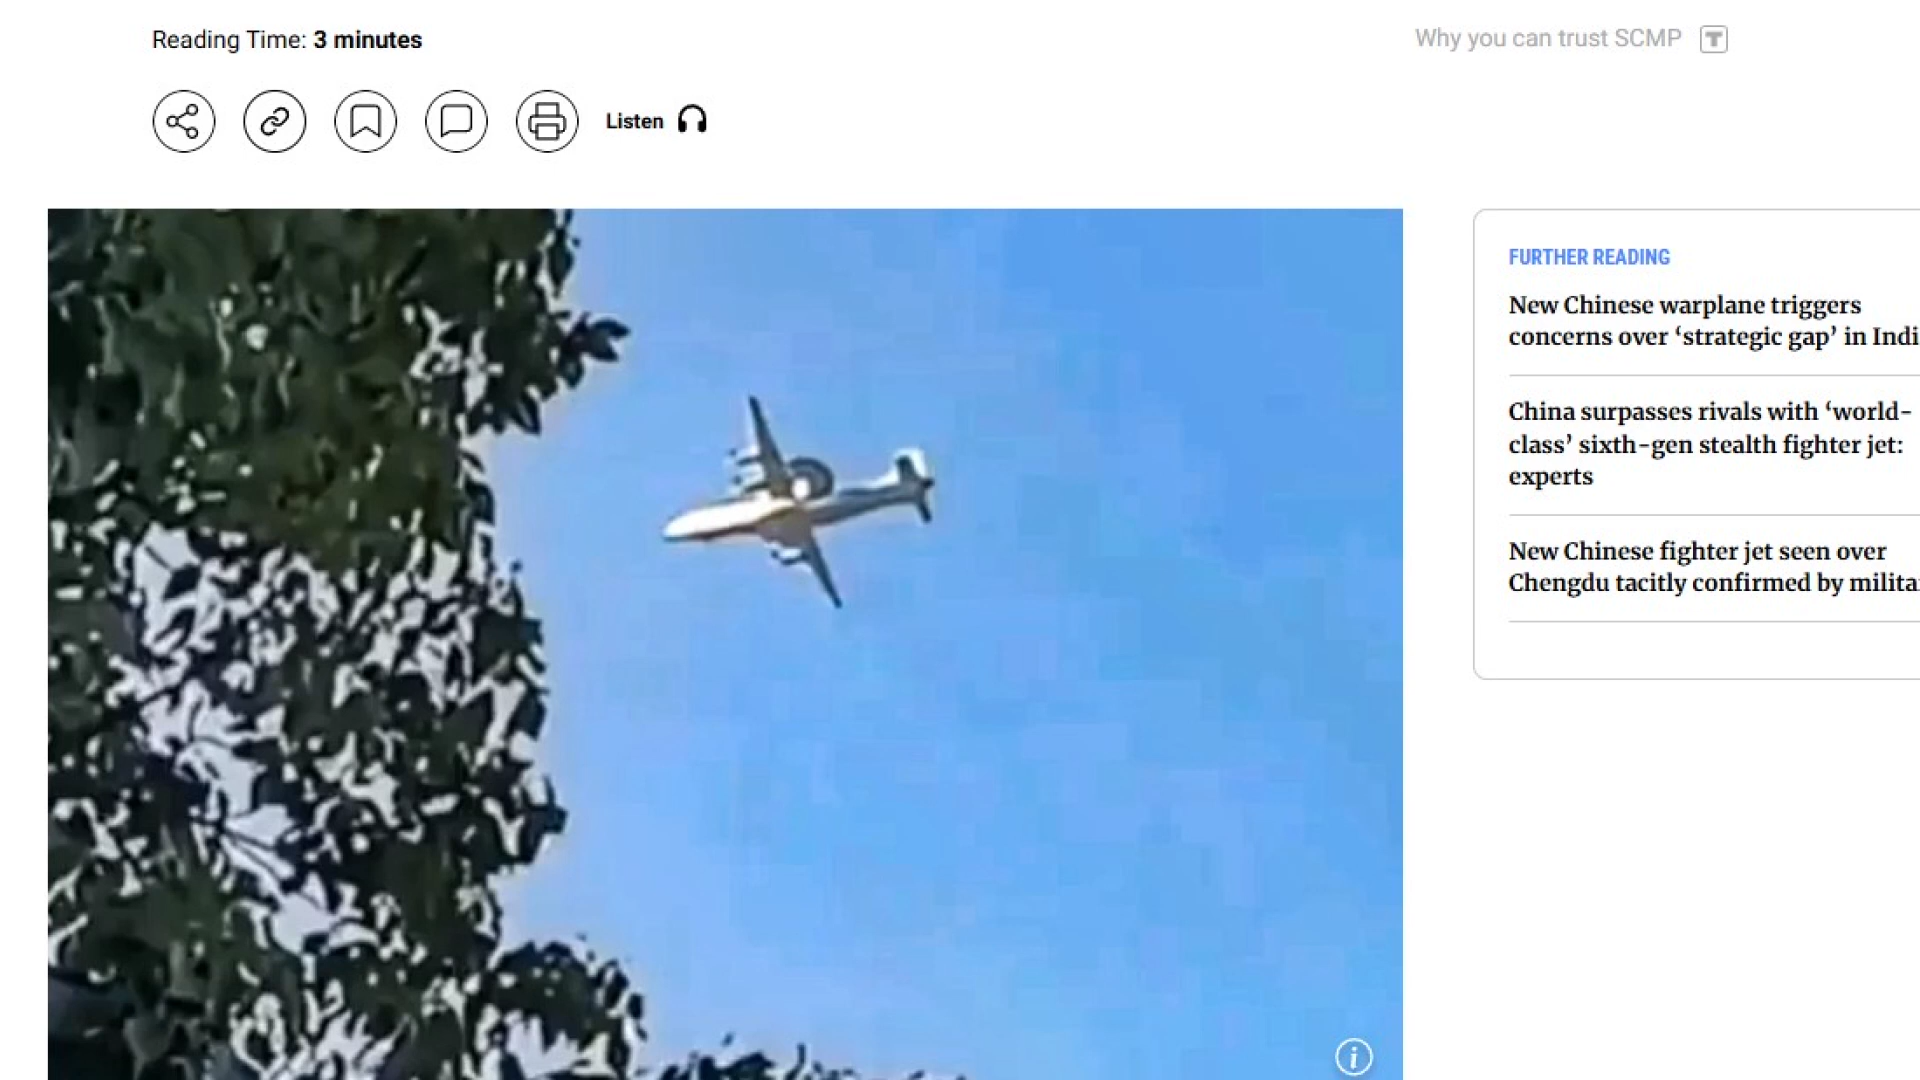 Reading Time: 3 minutes
Why you can trust SCMP T
Listen
FURTHER READING
New Chinese warplane triggers
concerns over ‘strategic gap’ in Indi
China surpasses rivals with ‘world-
class’ sixth-gen stealth fighter jet:
experts
New Chinese fighter jet seen over
Chengdu tacitly confirmed by milita